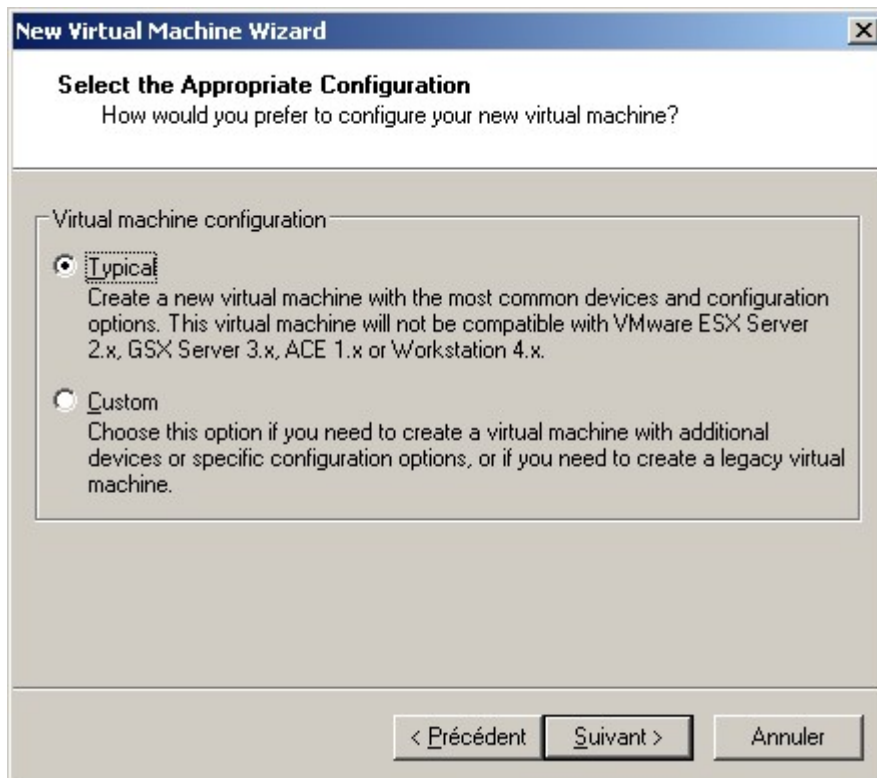 New Virtual Machine Wizard
Select the Appropriate Configuration
How would you prefer to configure your new virtual machine?
Virtual machine configuration
Typical
Create a new virtual machine with the most common devices and configuration
options. This virtual machine will not be compatible with VMware ESX Server
2.x, GSX Server 3.x, ACE 1.x or Workstation 4.x.
Custom
Choose this option if you need to create a virtual machine with additional
devices or specific configuration options, or if you need to create a legacy virtual
machine.
< Précédent Suivant > Annuler